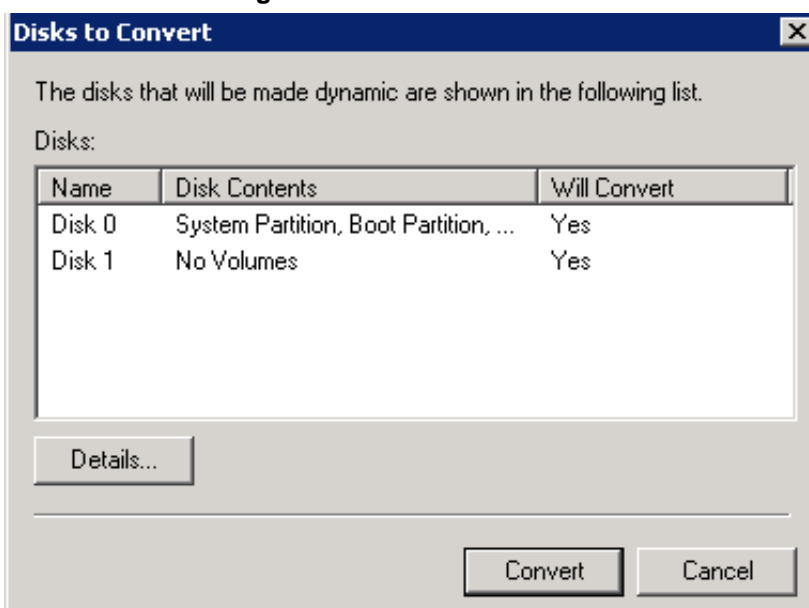 Disks to Convert
The disks that will be made dynamic are shown in the following list.
Disks:
Name Disk Contents Will Convert
Disk 0 System Partition, Boot Partition, ... Yes
Disk 1 No Volumes Yes
Details...
Convert Cancel